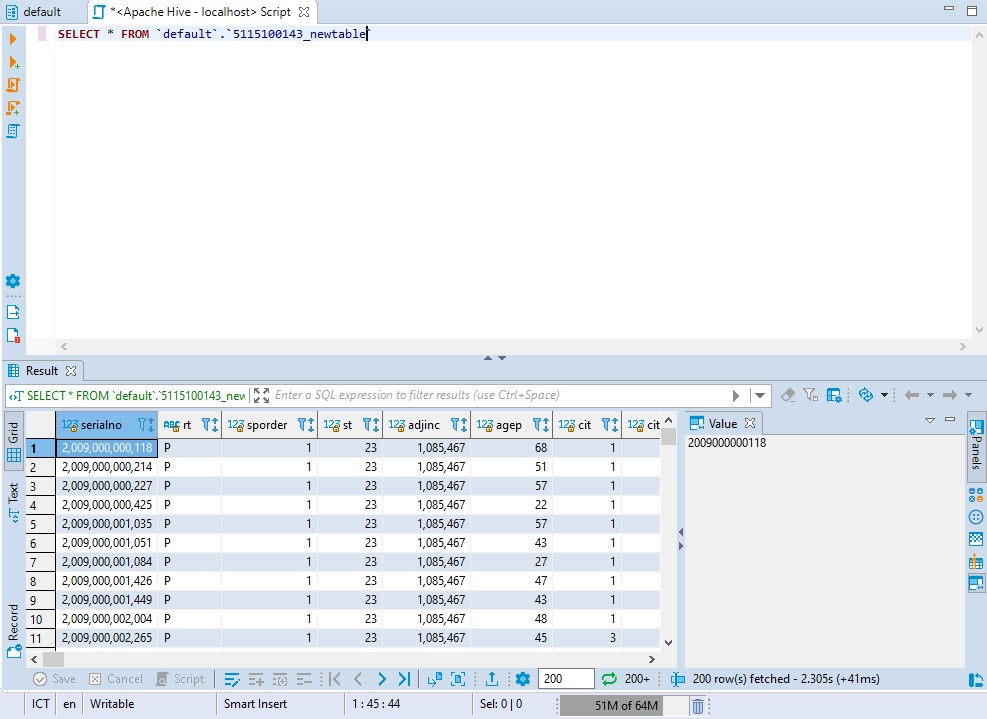 default
*<Apache Hive - localhost> Script
SELECT * FROM `default`.`5115100143_newtable`
Result
SELECT * FROM `default`.`5115100143_new
Enter a SQL expression to filter results (use Ctrl+Space)
Grid
Text
Record
123 serialno ABC rt 123 sporder 123 st 123 adjinc 123 agep 123 cit 123 cit
1 2,009,000,000,118 P 1 23 1,085,467 68 1
2 2,009,000,000,214 P 1 23 1,085,467 51 1
3 2,009,000,000,227 P 1 23 1,085,467 57 1
4 2,009,000,000,425 P 1 23 1,085,467 22 1
5 2,009,000,001,035 P 1 23 1,085,467 57 1
6 2,009,000,001,051 P 1 23 1,085,467 43 1
7 2,009,000,001,084 P 1 23 1,085,467 27 1
8 2,009,000,001,426 P 1 23 1,085,467 47 1
9 2,009,000,001,449 P 1 23 1,085,467 43 1
10 2,009,000,002,004 P 1 23 1,085,467 48 1
11 2,009,000,002,265 P 1 23 1,085,467 45 3
Value
2009000000118
Panels
Save Cancel Script 200 200+ 200 row(s) fetched - 2.305s (+41ms)
ICT en Writable Smart Insert 1 : 45 : 44 Sel: 0 | 0 51M of 64M